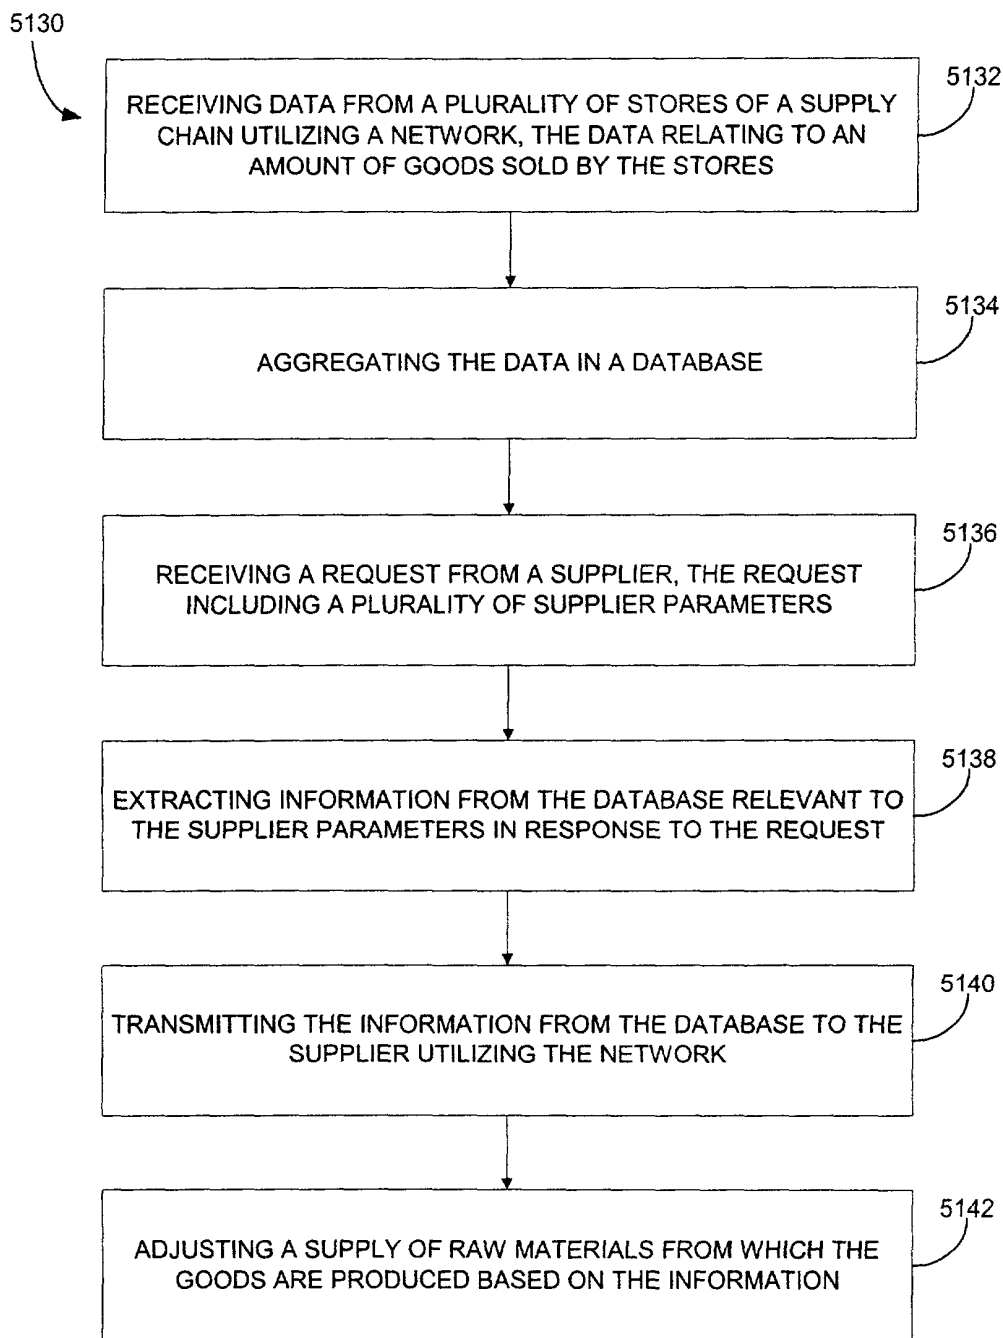 5130
5132
RECEIVING DATA FROM A PLURALITY OF STORES OF A SUPPLY
CHAIN UTILIZING A NETWORK, THE DATA RELATING TO AN
AMOUNT OF GOODS SOLD BY THE STORES
5134
AGGREGATING THE DATA IN A DATABASE
5136
RECEIVING A REQUEST FROM A SUPPLIER, THE REQUEST
INCLUDING A PLURALITY OF SUPPLIER PARAMETERS
5138
EXTRACTING INFORMATION FROM THE DATABASE RELEVANT TO
THE SUPPLIER PARAMETERS IN RESPONSE TO THE REQUEST
5140
TRANSMITTING THE INFORMATION FROM THE DATABASE TO THE
SUPPLIER UTILIZING THE NETWORK
5142
ADJUSTING A SUPPLY OF RAW MATERIALS FROM WHICH THE
GOODS ARE PRODUCED BASED ON THE INFORMATION